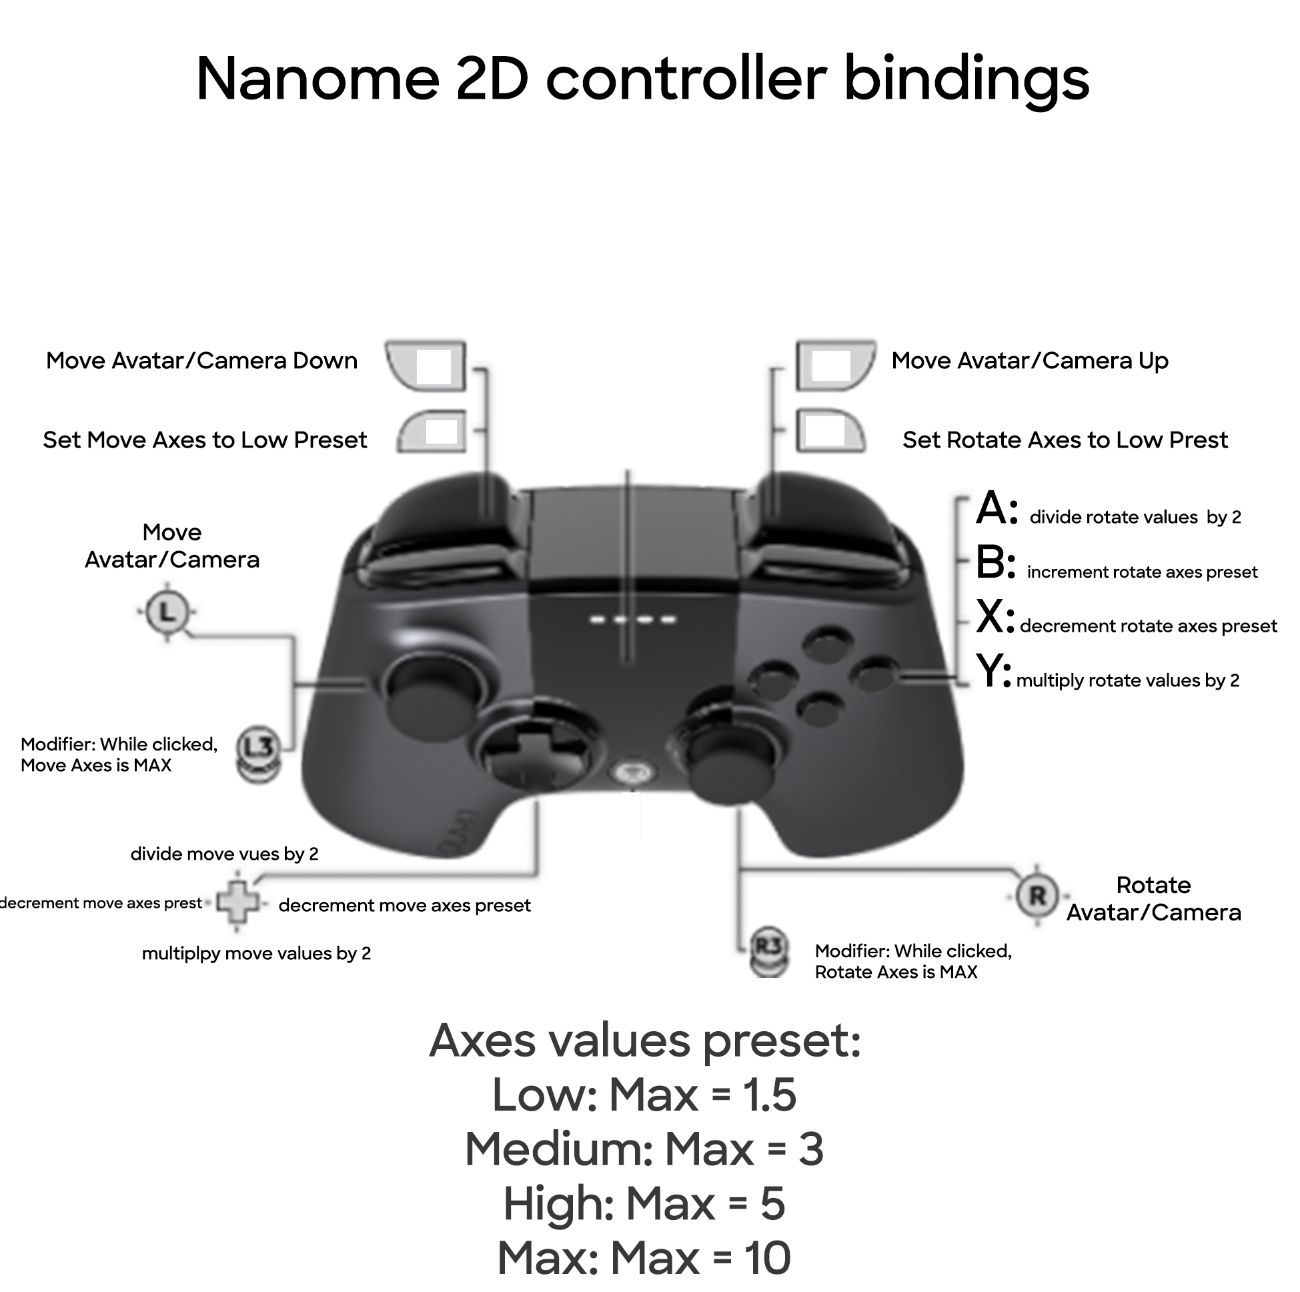 Nanome 2D controller bindings
Move Avatar/Camera Down
Move Avatar/Camera Up
Set Move Axes to Low Preset
Set Rotate Axes to Low Prest
A: divide rotate values by 2
B: increment rotate axes preset
X: decrement rotate axes preset
Y: multiply rotate values by 2
Move
Avatar/Camera
L
L3
Modifier: While clicked,
Move Axes is MAX
divide move vues by 2
decrement move axes prest
decrement move axes preset
multiplpy move values by 2
R
Rotate
Avatar/Camera
R3
Modifier: While clicked,
Rotate Axes is MAX
Axes values preset:
Low: Max = 1.5
Medium: Max = 3
High: Max = 5
Max: Max = 10